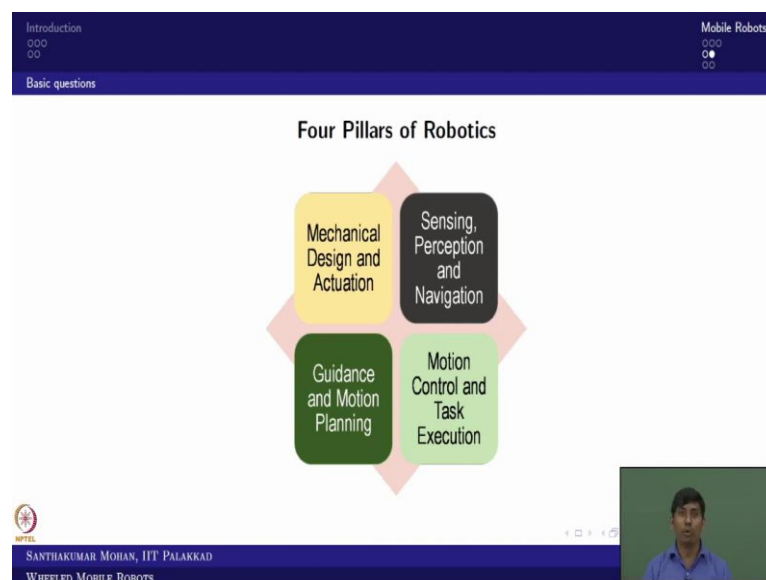 Introduction
Mobile Robots
Basic questions
Four Pillars of Robotics
Mechanical
Design and
Actuation
Sensing,
Perception
and
Navigation
Guidance
and Motion
Planning
Motion
Control and
Task
Execution
NPTEL
SANTHAKUMAR MOHAN, IIT PALAKKAD
WHEELED MOBILE ROBOTS